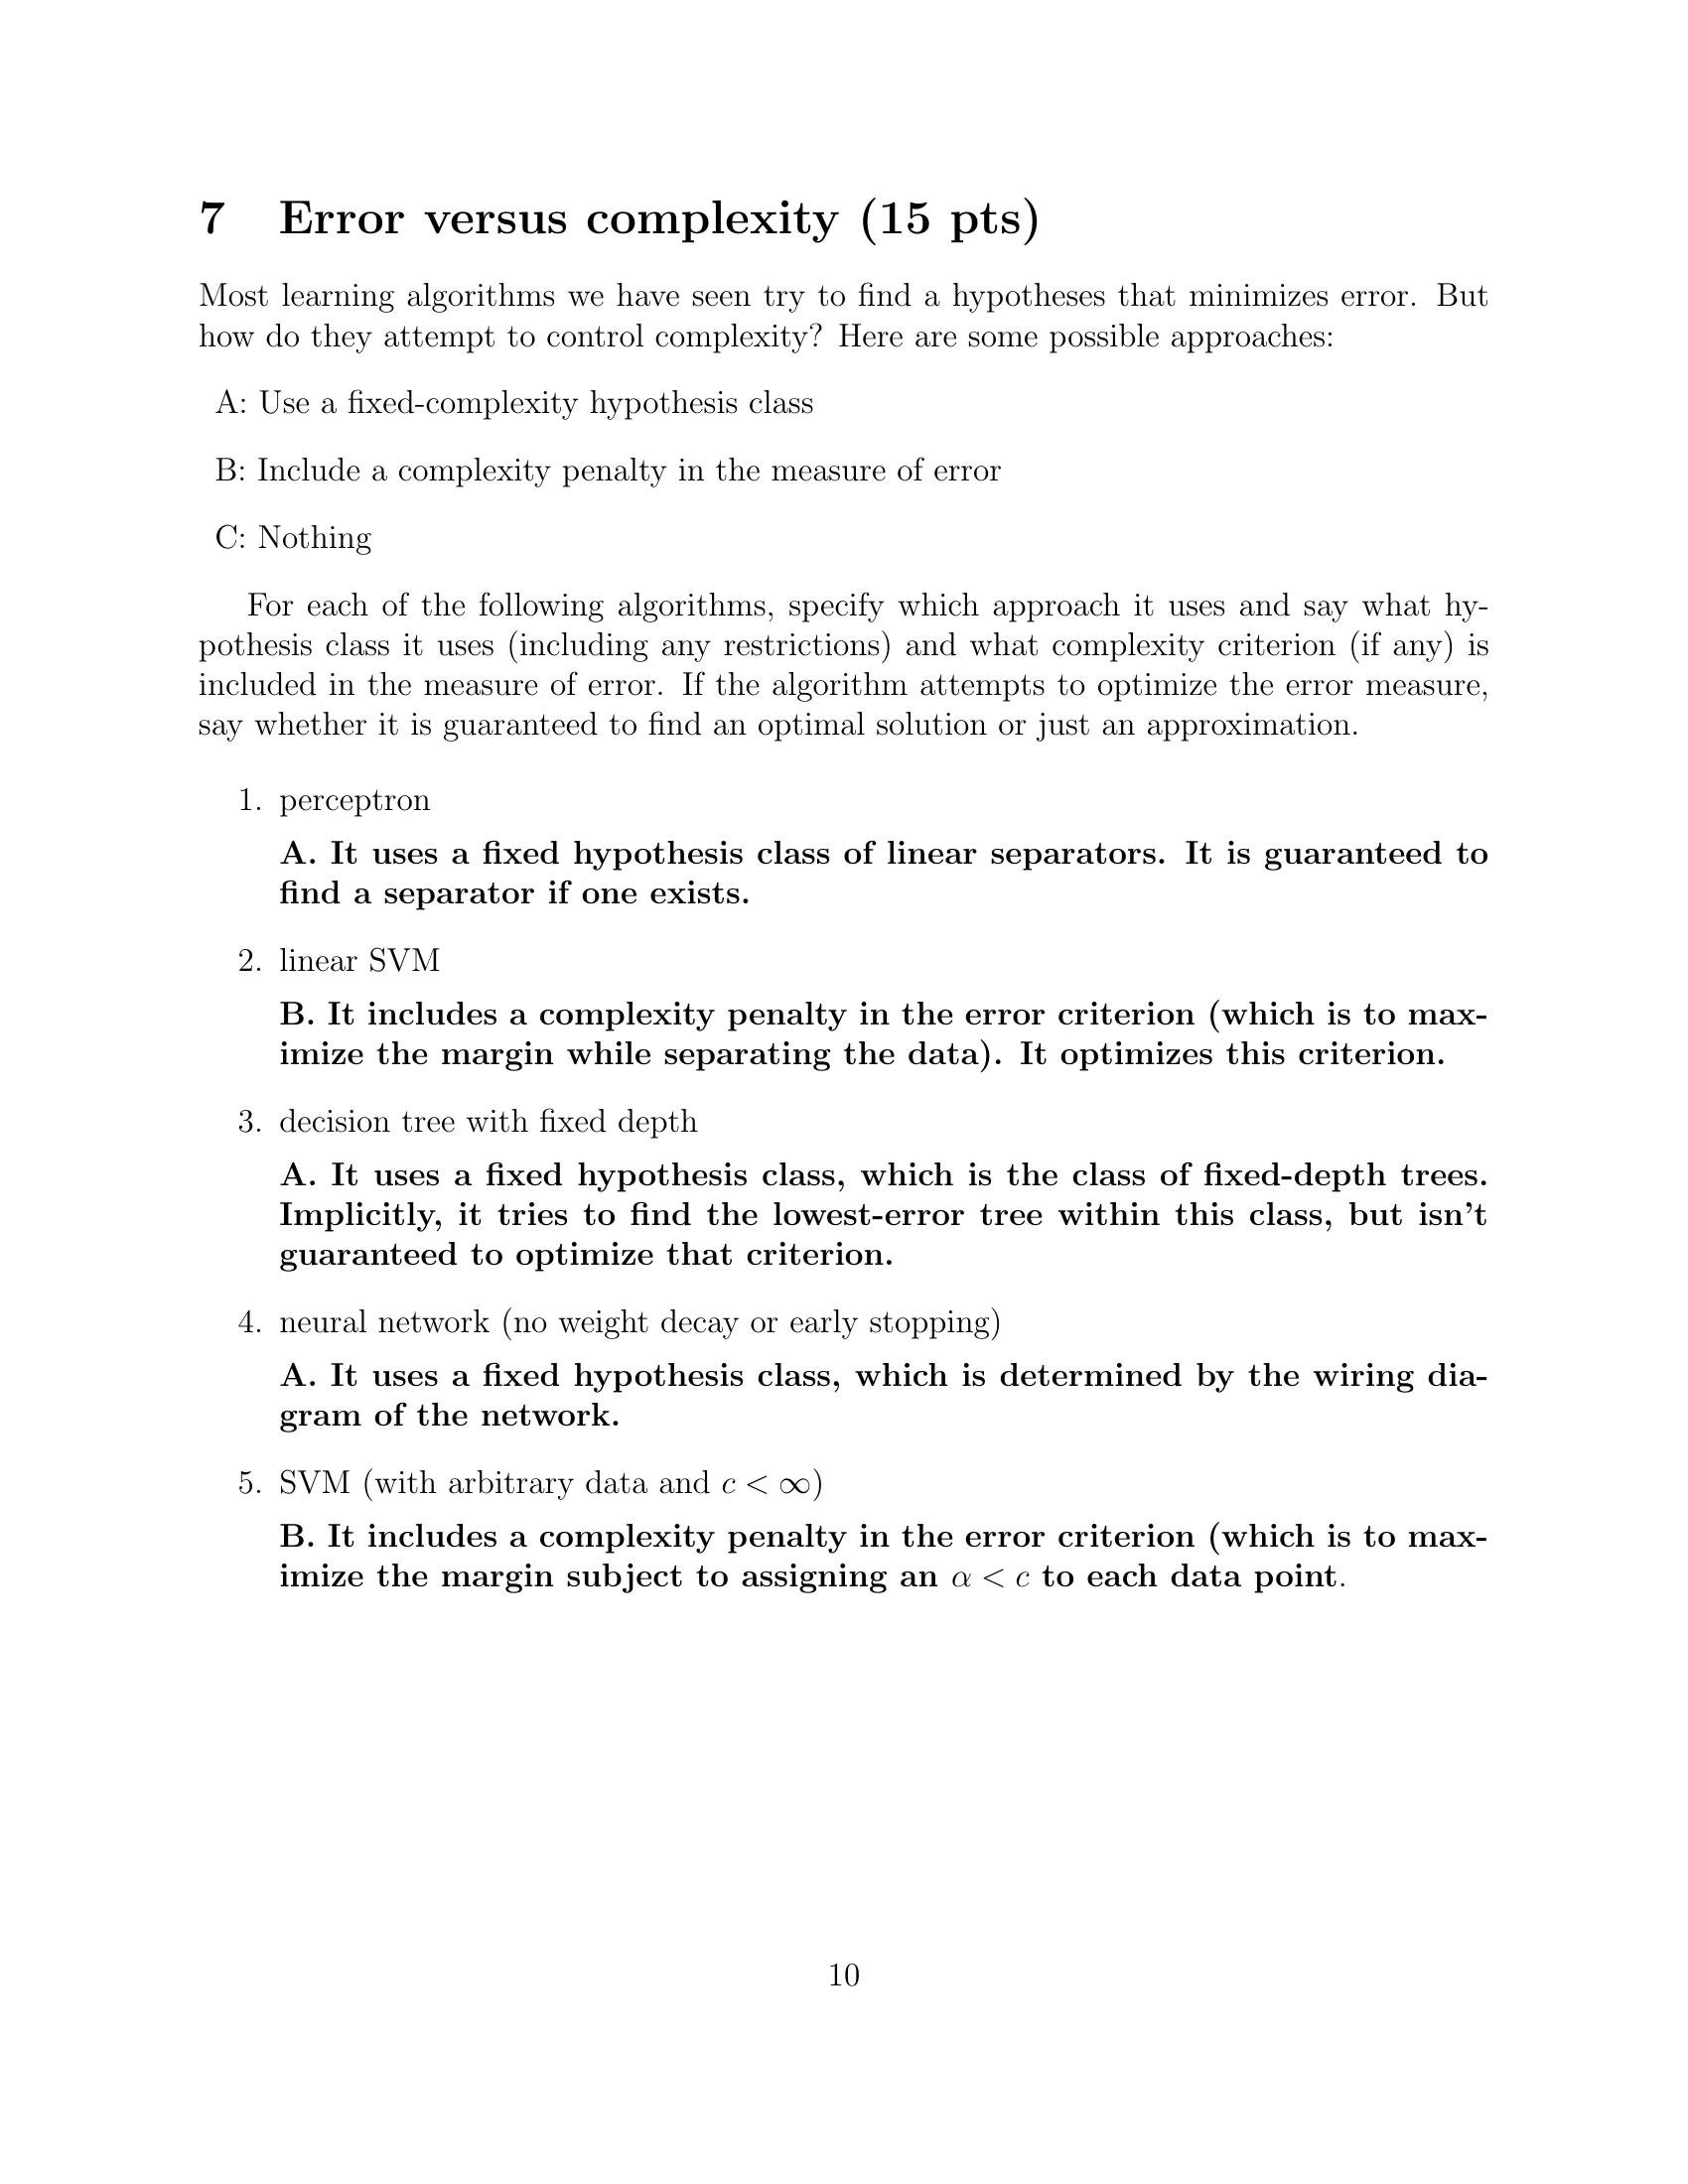 7 Error versus complexity (15 pts)
Most learning algorithms we have seen try to find a hypotheses that minimizes error. But
how do they attempt to control complexity? Here are some possible approaches:
A: Use a fixed-complexity hypothesis class
B: Include a complexity penalty in the measure of error
C: Nothing
For each of the following algorithms, specify which approach it uses and say what hy-
pothesis class it uses (including any restrictions) and what complexity criterion (if any) is
included in the measure of error. If the algorithm attempts to optimize the error measure,
say whether it is guaranteed to find an optimal solution or just an approximation.
1. perceptron
A. It uses a fixed hypothesis class of linear separators. It is guaranteed to
find a separator if one exists.
2. linear SVM
B. It includes a complexity penalty in the error criterion (which is to max-
imize the margin while separating the data). It optimizes this criterion.
3. decision tree with fixed depth
A. It uses a fixed hypothesis class, which is the class of fixed-depth trees.
Implicitly, it tries to find the lowest-error tree within this class, but isn't
guaranteed to optimize that criterion.
4. neural network (no weight decay or early stopping)
A. It uses a fixed hypothesis class, which is determined by the wiring dia-
gram of the network.
5. SVM (with arbitrary data and c < ∞)
B. It includes a complexity penalty in the error criterion (which is to max-
imize the margin subject to assigning an α < c to each data point.
10